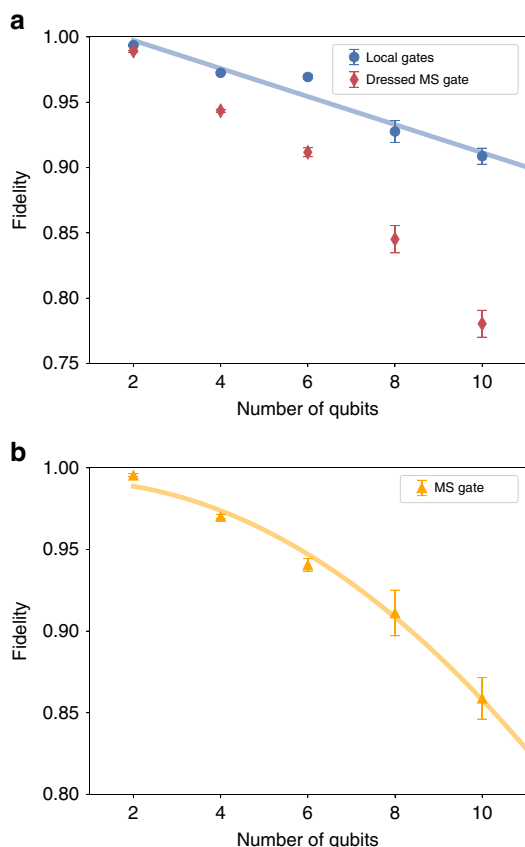 a
1.00
0.95
0.90
0.85
0.80
0.75
Fidelity
Local gates
Dressed MS gate
2 4 6 8 10
Number of qubits
b
1.00
0.95
0.90
0.85
0.80
Fidelity
MS gate
2 4 6 8 10
Number of qubits